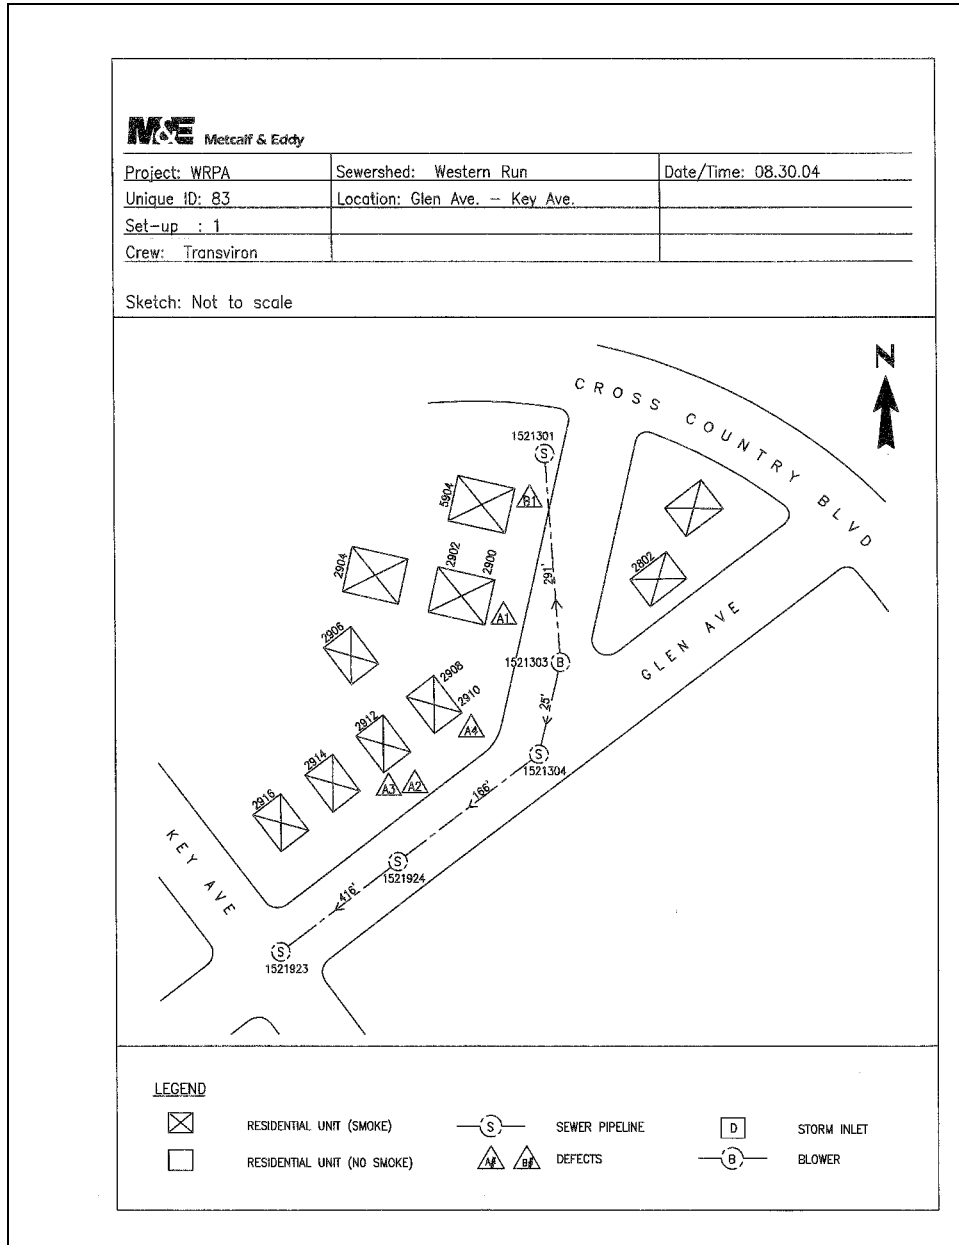 M&E Metcalf & Eddy
Project: WRPA
Sewershed: Western Run
Date/Time: 08.30.04
Unique ID: 83
Location: Glen Ave. – Key Ave.
Set-up : 1
Crew: Transviron
Sketch: Not to scale
N
CROSS COUNTRY BLVD
1521301
S
5904
B1
2902
2900
2904
2802
291'
A1
2906
GLEN AVE
1521303
B
2908
2910
25'
2912
A4
2914
S
1521304
A3
A2
2916
166'
KEY AVE
S
1521924
416'
S
1521923
LEGEND
RESIDENTIAL UNIT (SMOKE)
S
SEWER PIPELINE
D
STORM INLET
RESIDENTIAL UNIT (NO SMOKE)
A#
B#
DEFECTS
B
BLOWER